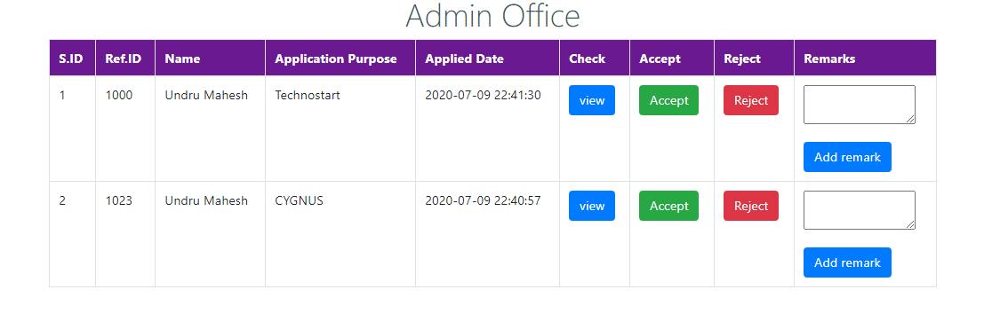 Admin Office
S.ID Ref.ID Name Application Purpose Applied Date Check Accept Reject Remarks
1 1000 Undru Mahesh Technostart 2020-07-09 22:41:30 view Accept Reject
Add remark
2 1023 Undru Mahesh CYGNUS 2020-07-09 22:40:57 view Accept Reject
Add remark